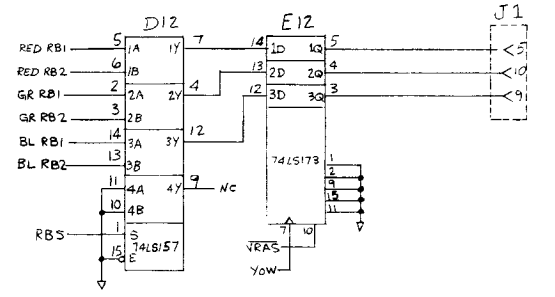 D12
E12
J1
RED RB1 5 1A 1Y 7 14 1D 1Q 5 5
RED RB2 6 1B 13 2D 2Q 4 10
GR RB1 2 2A 2Y 4 12 3D 3Q 3 9
GR RB2 3 2B
BL RB1 14 3A 3Y 12
BL RB2 13 3B
74LS173
1
2
9
15
11
11 4A 4Y 9 NC
10 4B
RBS 1 S
15 E
74LS157
7 10
VRAS
YOW